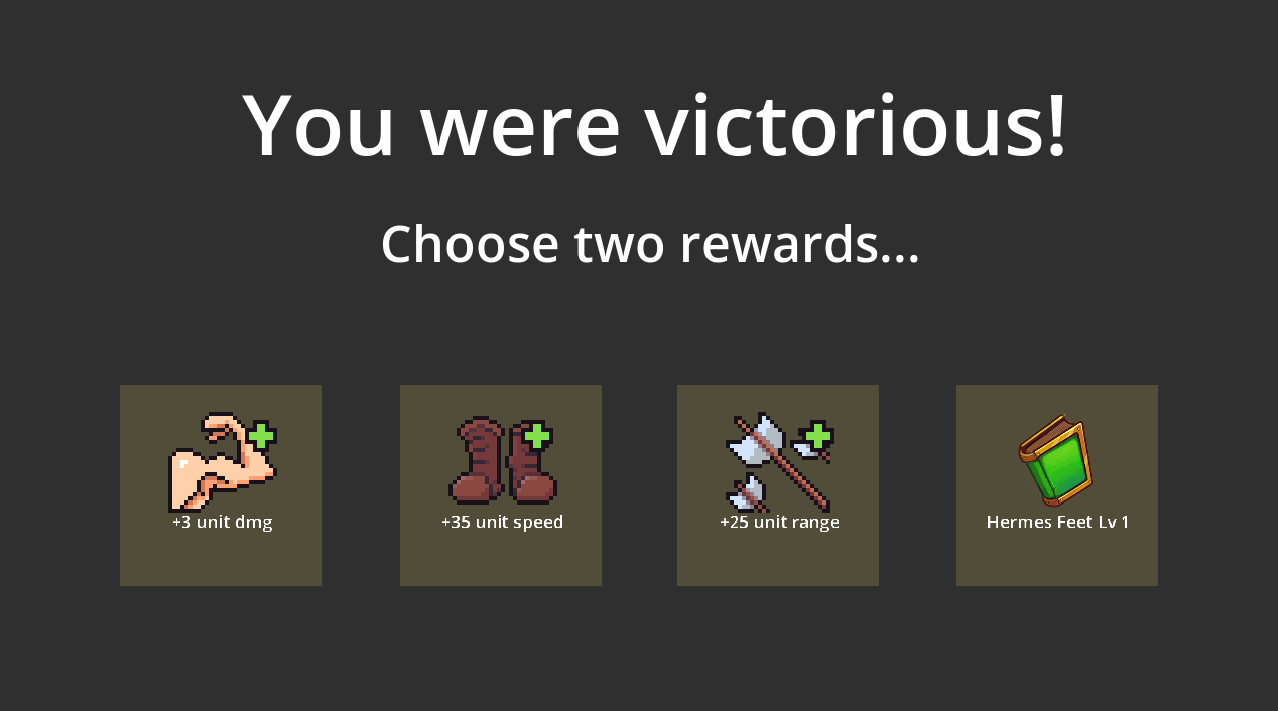 You were victorious!
Choose two rewards...
+3 unit dmg
+35 unit speed
+25 unit range
Hermes Feet Lv 1